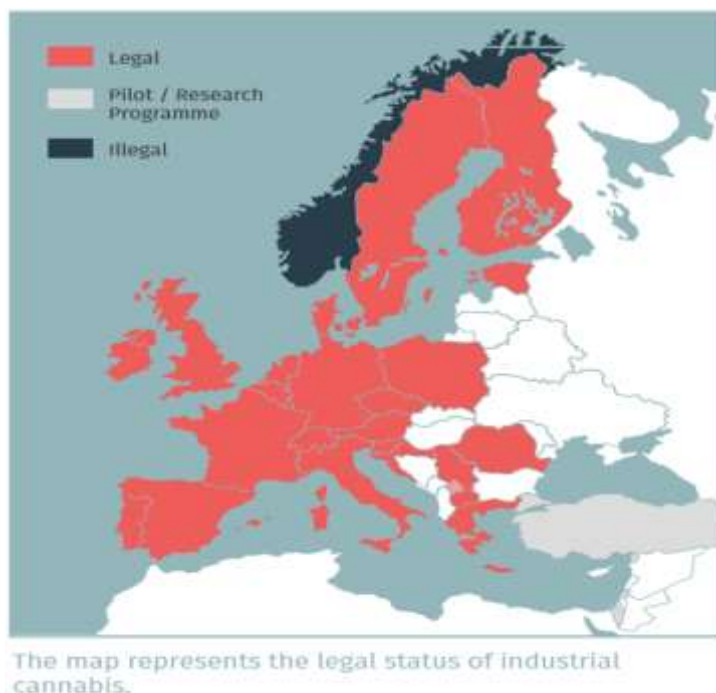 Legal
Pilot / Research
Programme
Illegal
The map represents the legal status of industrial
cannabis.